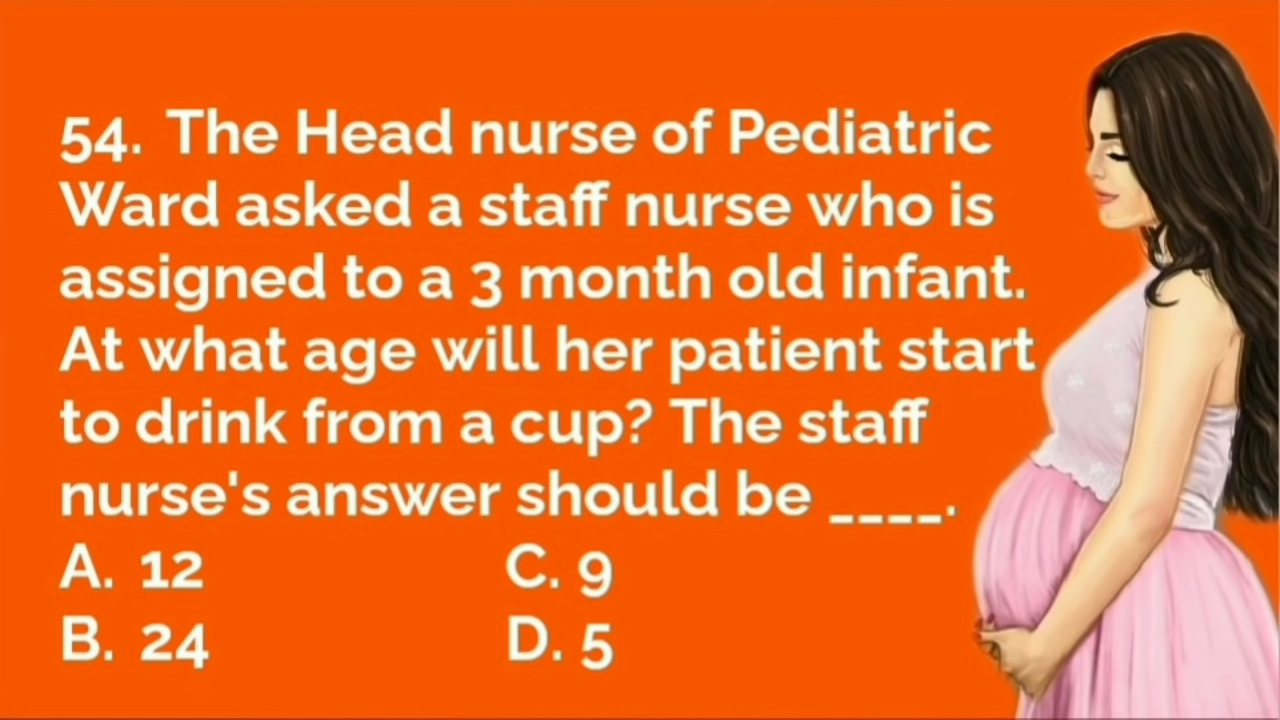 54. The Head nurse of Pediatric
Ward asked a staff nurse who is
assigned to a 3 month old infant.
At what age will her patient start
to drink from a cup? The staff
nurse's answer should be ____.
A. 12 C. 9
B. 24 D. 5